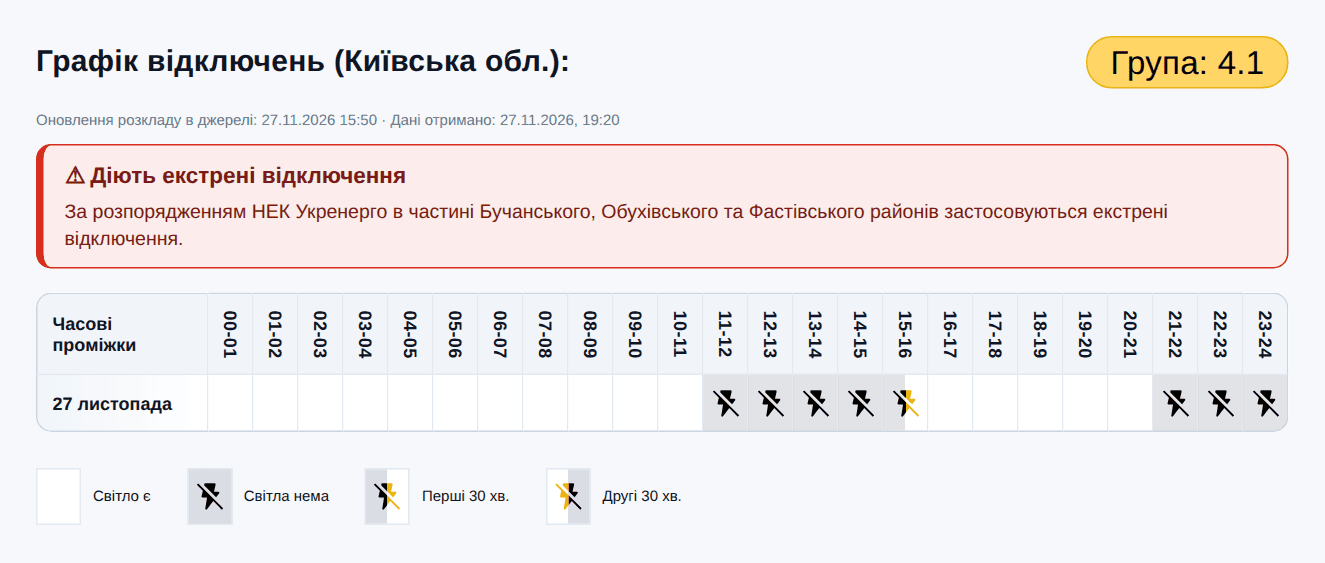 Графік відключень (Київська обл.):
Група: 4.1
Оновлення розкладу в джерелі: 27.11.2026 15:50 · Дані отримано: 27.11.2026, 19:20
⚠ Діють екстрені відключення
За розпорядженням НЕК Укренерго в частині Бучанського, Обухівського та Фастівського районів застосовуються екстрені
відключення.
Часові
проміжки
00-01
01-02
02-03
03-04
04-05
05-06
06-07
07-08
08-09
09-10
10-11
11-12
12-13
13-14
14-15
15-16
16-17
17-18
18-19
19-20
20-21
21-22
22-23
23-24
27 листопада
Світло є
Світла нема
Перші 30 хв.
Другі 30 хв.